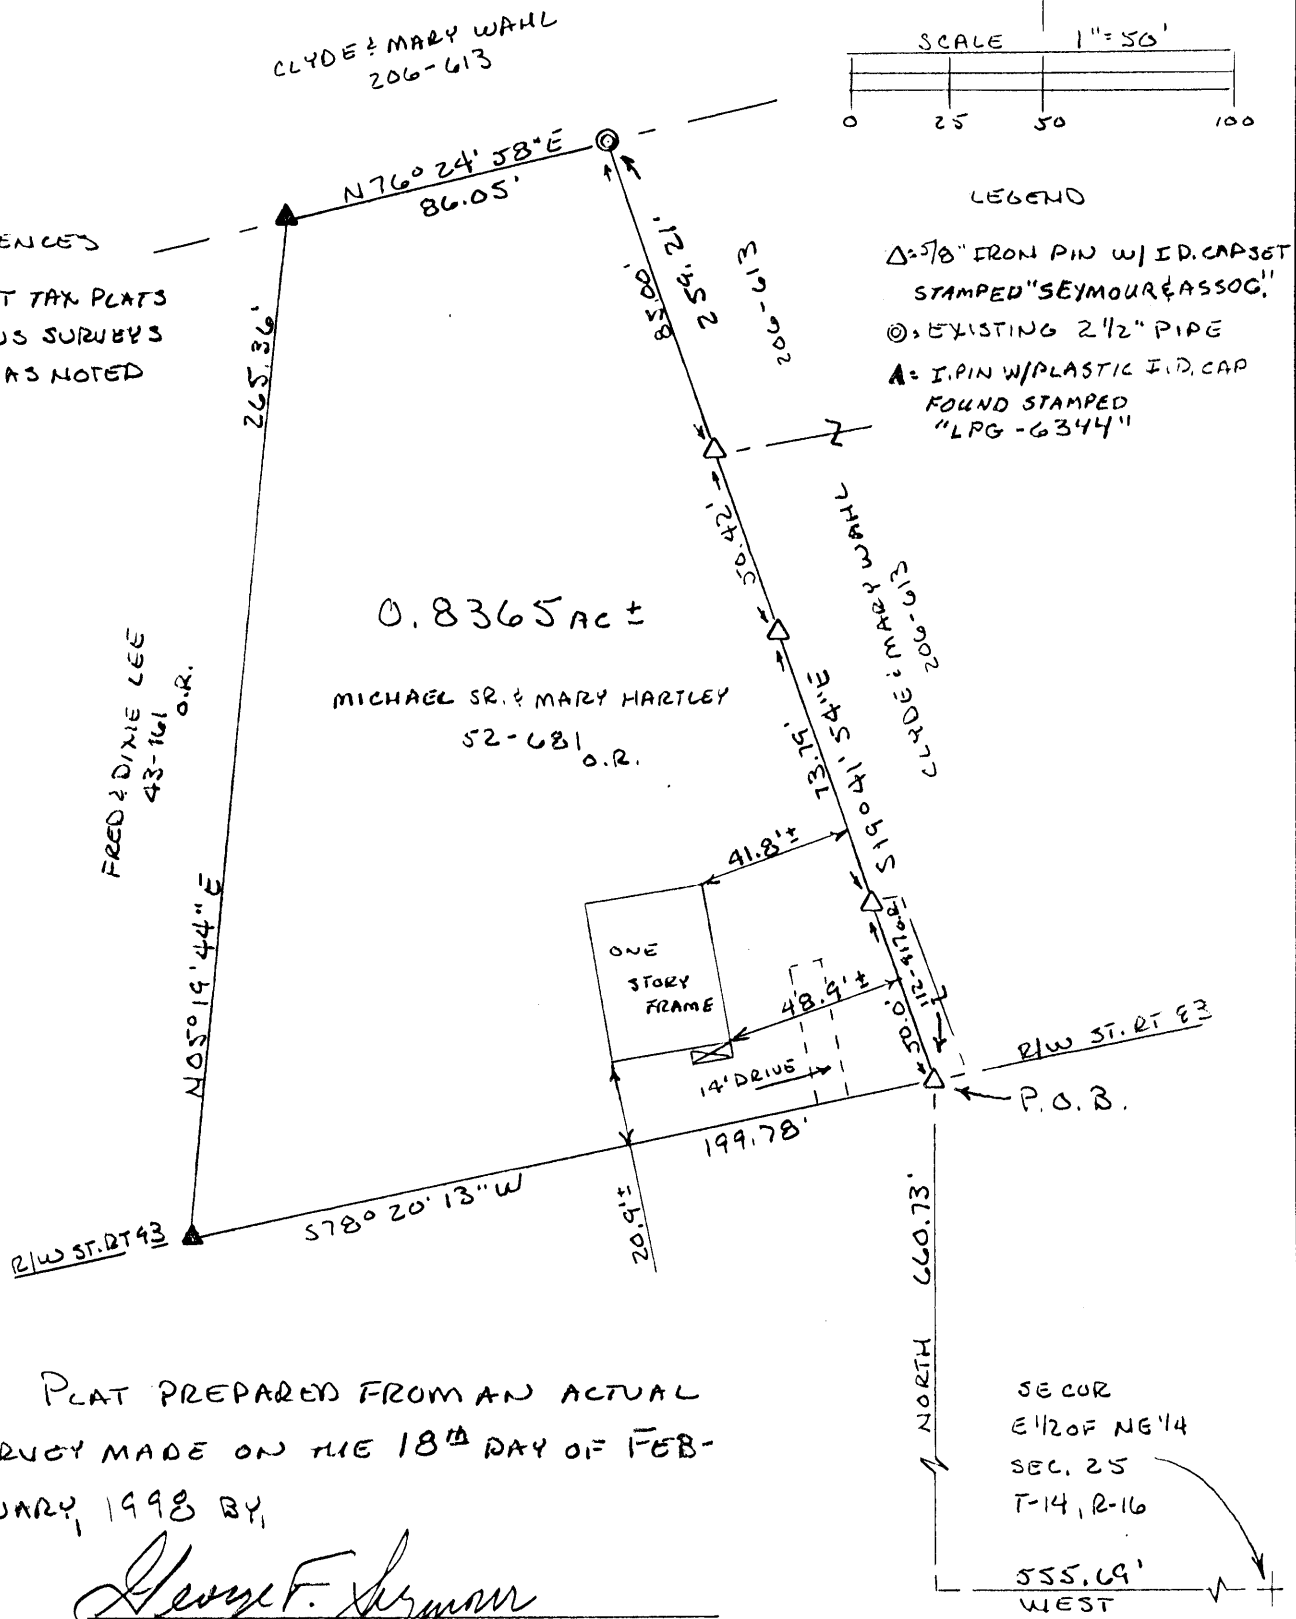 CLYDE & MARY WAHL
206-613
SCALE 1"=50'
0 25 50 100
N76° 24' 58"E
86.05'
LEGEND
Δ=5/8" IRON PIN W/ I.D. CAP SET
STAMPED "SEYMOUR & ASSOC."
◎= EXISTING 2 1/2" PIPE
▲= I.PIN W/PLASTIC I.D. CAP
FOUND STAMPED
"LPG-6344"
ENCES
T TAX PLATS
US SURVEYS
AS NOTED
265.36'
N05° 19' 44" E
FRED & DIXIE LEE
43-161
O.R.
85.00'
259.21'
206-613
50.42'
73.79'
S19° 41' 54"E
CLYDE & MARY WAHL
206-613
0.8365 AC ±
MICHAEL SR. & MARY HARTLEY
52-681
O.R.
41.8'±
ONE
STORY
FRAME
48.9'±
50.0'
14' DRIVE
R/W ST. RT 93
P.O.B.
199.78'
S78° 20' 13" W
20.9'±
R/W ST. RT 93
NORTH 660.73'
SE COR
E 1/2 OF NE 1/4
SEC. 25
T-14, R-16
555.69'
WEST
PLAT PREPARED FROM AN ACTUAL
RVEY MADE ON THE 18th DAY OF FEB-
UARY, 1998 BY,
George F. Seymour